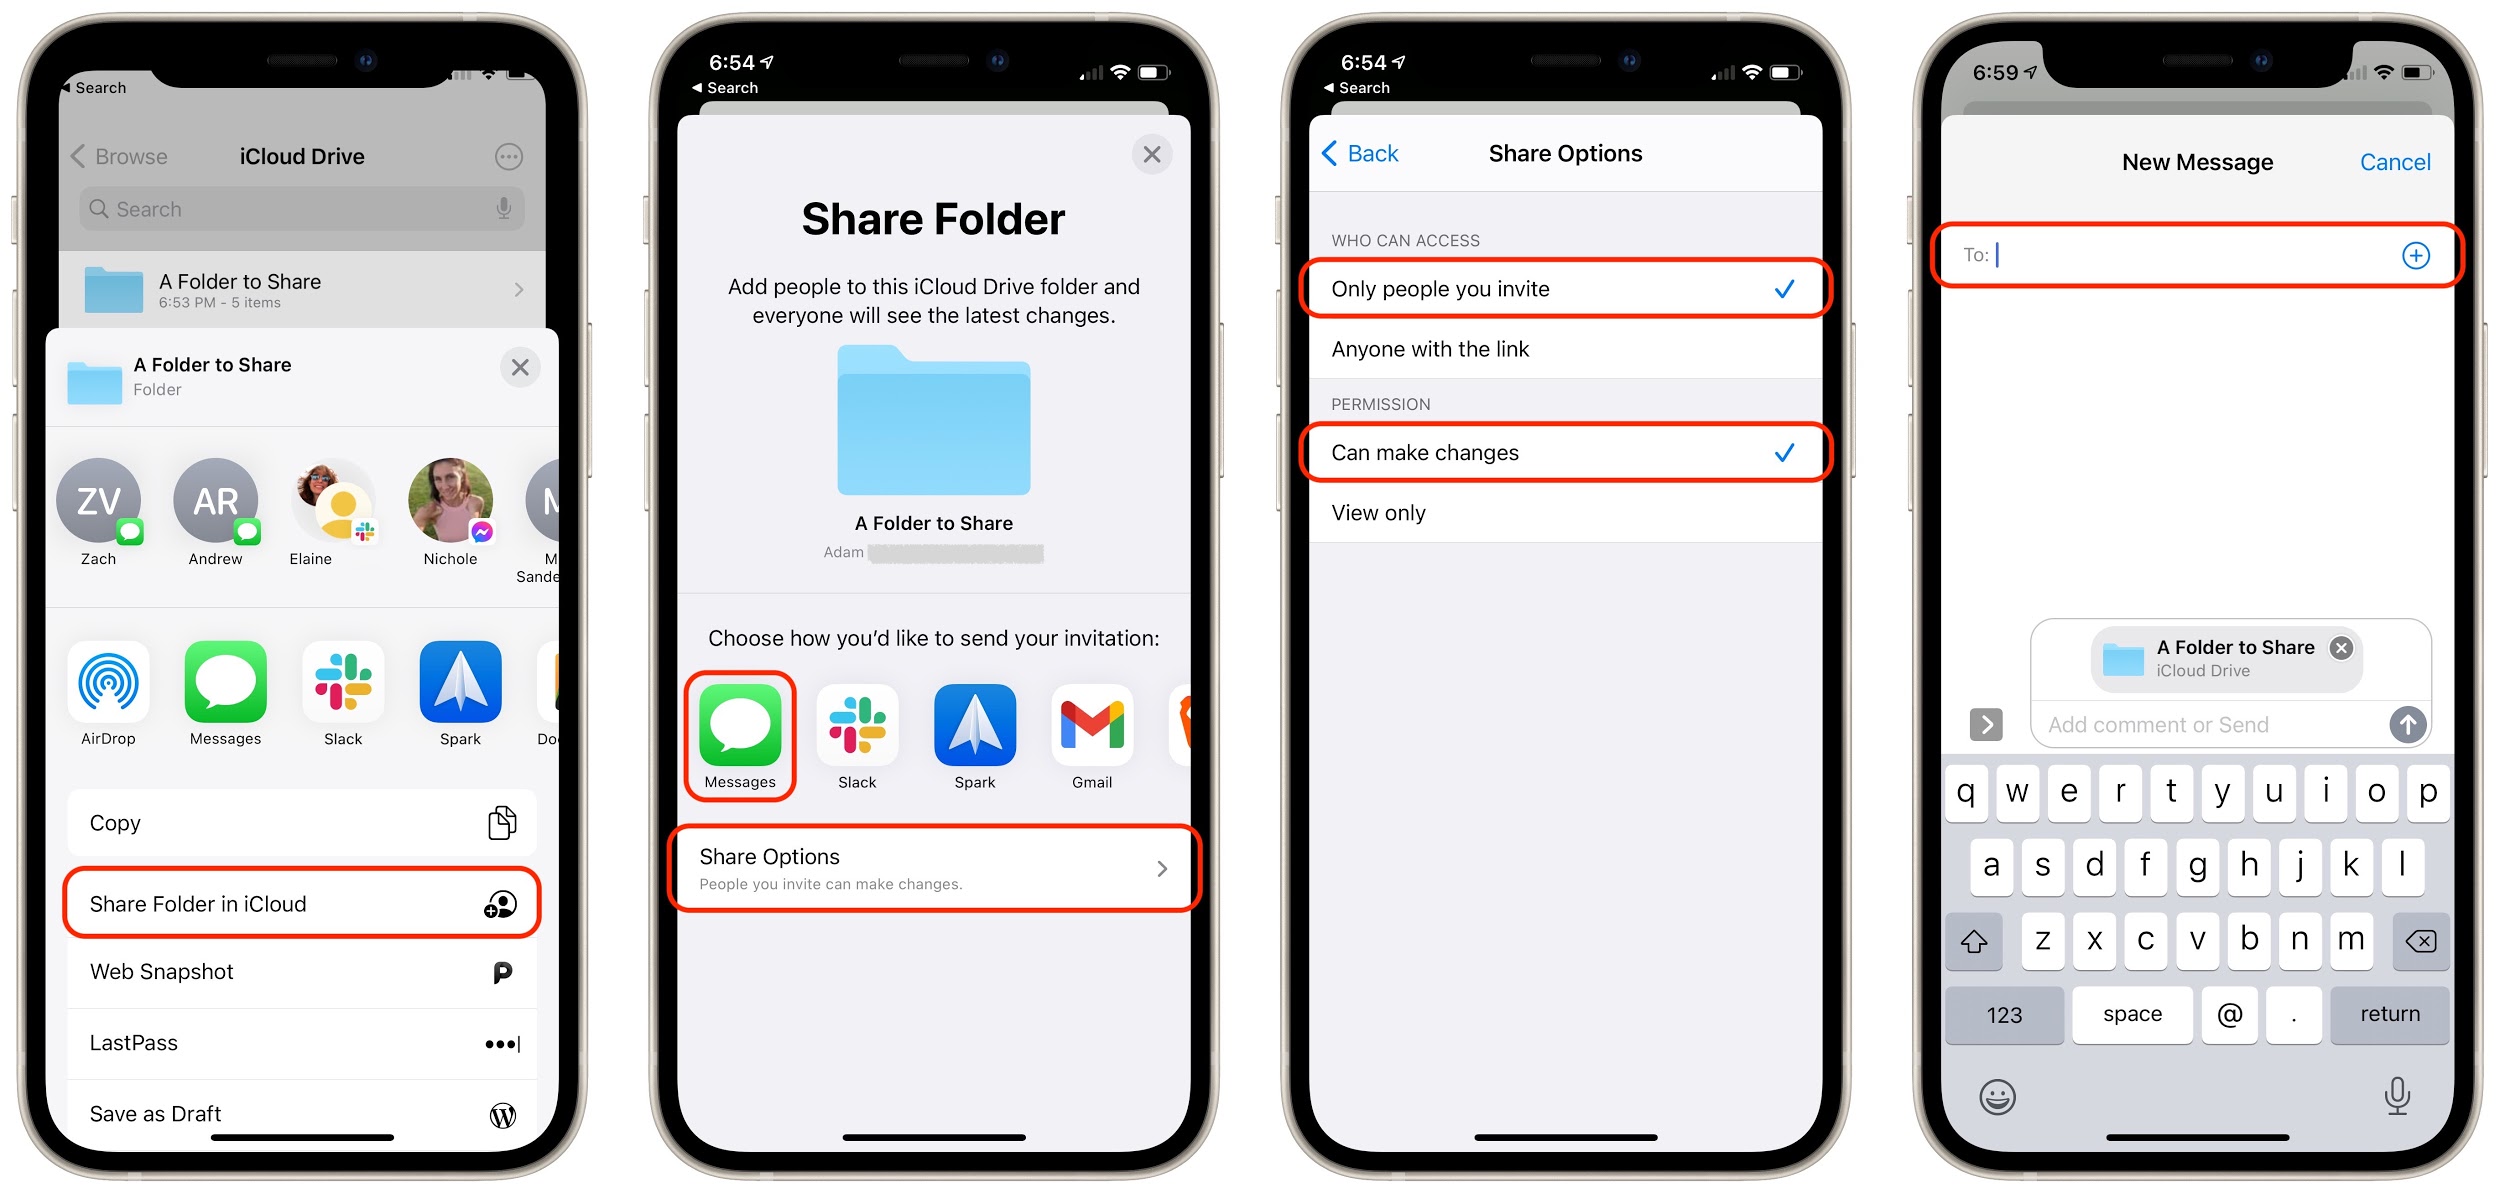 Search
Browse
iCloud Drive
Search
A Folder to Share
6:53 PM - 5 items
A Folder to Share
Folder
ZV
AR
M
Zach
Andrew
Elaine
Nichole
M
Sande
AirDrop
Messages
Slack
Spark
Do
Copy
Share Folder in iCloud
Web Snapshot
LastPass
Save as Draft
6:54
Search
Share Folder
Add people to this iCloud Drive folder and
everyone will see the latest changes.
A Folder to Share
Adam
Choose how you’d like to send your invitation:
Messages
Slack
Spark
Gmail
Share Options
People you invite can make changes.
6:54
Search
Back
Share Options
WHO CAN ACCESS
Only people you invite
Anyone with the link
PERMISSION
Can make changes
View only
6:59
New Message
Cancel
To:
A Folder to Share
iCloud Drive
Add comment or Send
q w e r t y u i o p
a s d f g h j k l
z x c v b n m
123 space @ . return